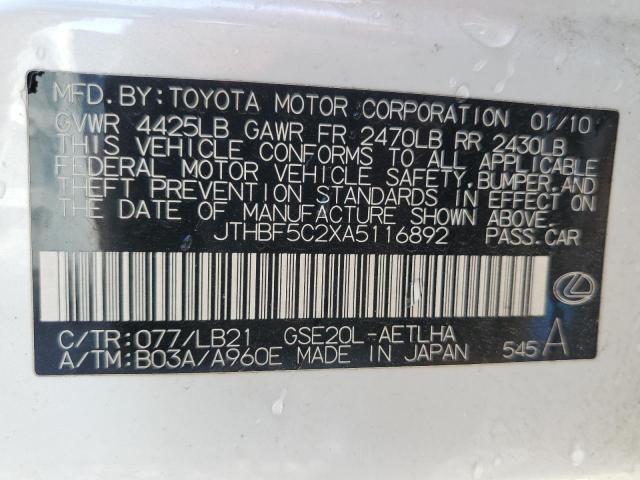 MFD. BY: TOYOTA MOTOR CORPORATION 01/10
GVWR 4425LB GAWR FR 2470LB RR 2430LB
THIS VEHICLE CONFORMS TO ALL APPLICABLE
FEDERAL MOTOR VEHICLE SAFETY, BUMPER, AND
THEFT PREVENTION STANDARDS IN EFFECT ON
THE DATE OF MANUFACTURE SHOWN ABOVE.
JTHBF5C2XA5116892 PASS. CAR
C/TR: 077/LB21 GSE20L-AETLHA
A/TM: B03A/A960E MADE IN JAPAN 545 A